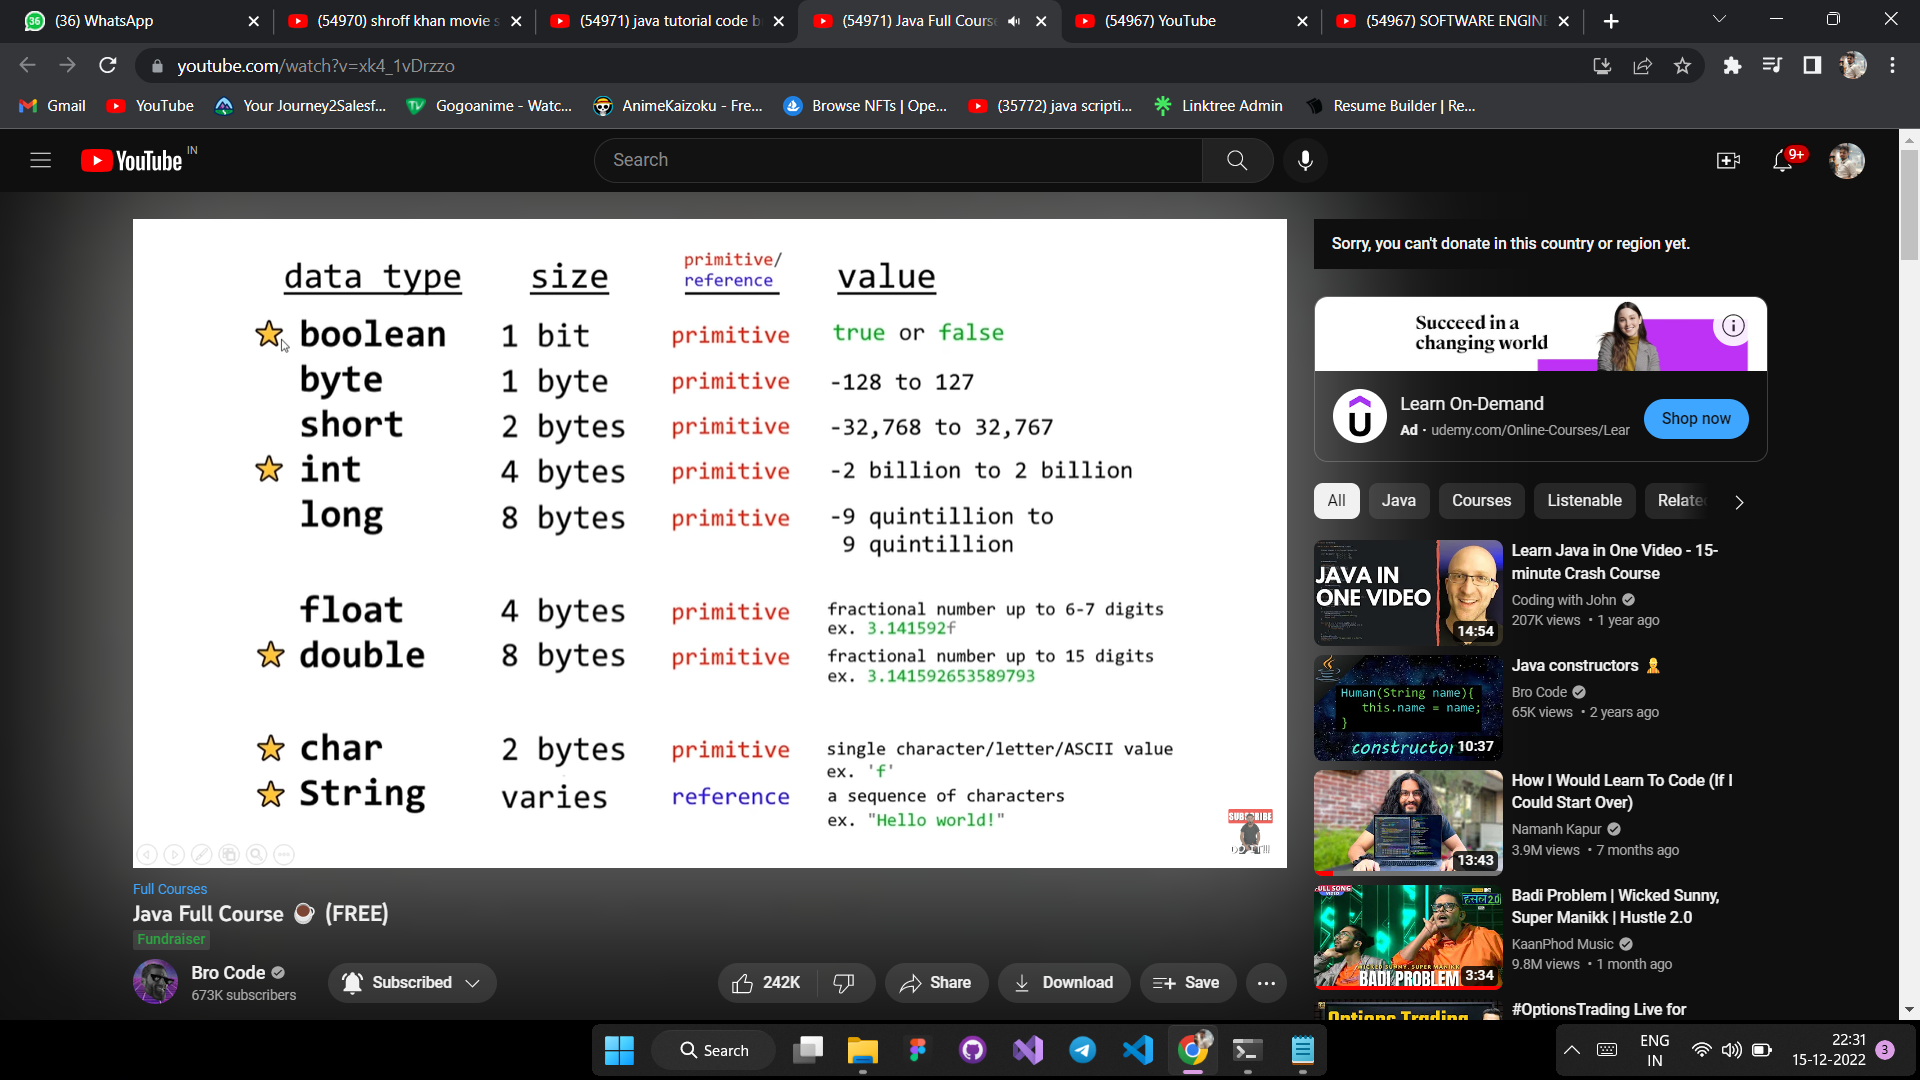 (36) WhatsApp
(54970) shroff khan movie s
(54971) java tutorial code b
(54971) Java Full Cours
(54967) YouTube
(54967) SOFTWARE ENGINE
youtube.com/watch?v=xk4_1vDrzzo
Gmail
YouTube
Your Journey2Salesf...
Gogoanime - Watc...
AnimeKaizoku - Fre...
Browse NFTs | Ope...
(35772) java scripti...
Linktree Admin
Resume Builder | Re...
YouTube IN
Search
9+
Sorry, you can't donate in this country or region yet.
data type size primitive/ reference value
boolean 1 bit primitive true or false
byte 1 byte primitive -128 to 127
short 2 bytes primitive -32,768 to 32,767
int 4 bytes primitive -2 billion to 2 billion
long 8 bytes primitive -9 quintillion to
9 quintillion
float 4 bytes primitive fractional number up to 6-7 digits
ex. 3.141592f
double 8 bytes primitive fractional number up to 15 digits
ex. 3.141592653589793
char 2 bytes primitive single character/letter/ASCII value
ex. 'f'
String varies reference a sequence of characters
ex. "Hello world!"
SUBSCRIBE
Succeed in a
changing world
Learn On-Demand
Ad · udemy.com/Online-Courses/Lear
Shop now
All
Java
Courses
Listenable
Relate
JAVA IN
ONE VIDEO
14:54
Learn Java in One Video - 15-
minute Crash Course
Coding with John
207K views • 1 year ago
Human(String name){
this.name = name;
}
constructor
10:37
Java constructors
Bro Code
65K views • 2 years ago
13:43
How I Would Learn To Code (If I
Could Start Over)
Namanh Kapur
3.9M views • 7 months ago
FULL SONG
VIDEO
हसल 2.0
WICKED SUNNY, SUPER MANIKK
BADI PROBLEM
3:34
Badi Problem | Wicked Sunny,
Super Manikk | Hustle 2.0
KaanPhod Music
9.8M views • 1 month ago
Options Trading
#OptionsTrading Live for
Full Courses
Java Full Course (FREE)
Fundraiser
Bro Code
673K subscribers
Subscribed
242K
Share
Download
Save
Search
ENG
IN
22:31
15-12-2022
3